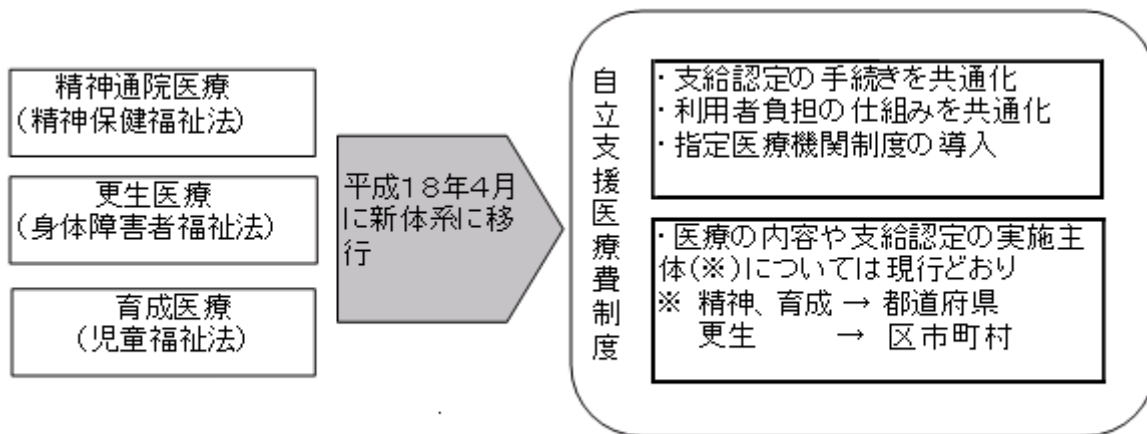 精神通院医療
(精神保健福祉法)
更生医療
(身体障害者福祉法)
育成医療
(児童福祉法)
平成18年4月
に新体系に移
行
自立支援医療費制度
・支給認定の手続きを共通化
・利用者負担の仕組みを共通化
・指定医療機関制度の導入
・医療の内容や支給認定の実施主
体(※)については現行どおり
※ 精神、育成 → 都道府県
更生 → 区市町村